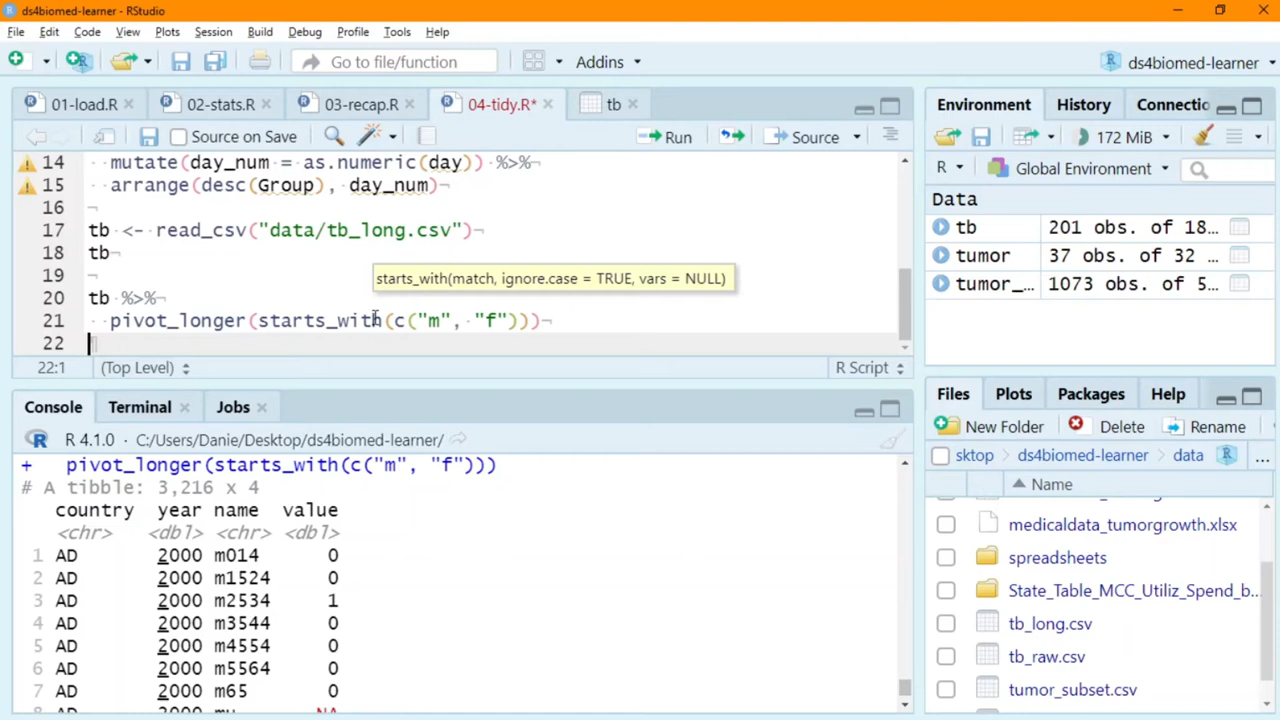 ds4biomed-learner - RStudio
File Edit Code View Plots Session Build Debug Profile Tools Help
Go to file/function Addins ds4biomed-learner
01-load.R 02-stats.R 03-recap.R 04-tidy.R* tb
Source on Save Run Source
14 mutate(day_num = as.numeric(day)) %>%
15 arrange(desc(Group), day_num)
16
17 tb <- read_csv("data/tb_long.csv")
18 tb
19
starts_with(match, ignore.case = TRUE, vars = NULL)
20 tb %>%
21 pivot_longer(starts_with(c("m", "f")))
22
22:1 (Top Level) R Script
Console Terminal Jobs
R 4.1.0 · C:/Users/Danie/Desktop/ds4biomed-learner/
+ pivot_longer(starts_with(c("m", "f")))
# A tibble: 3,216 x 4
country year name value
<chr> <dbl> <chr> <dbl>
1 AD 2000 m014 0
2 AD 2000 m1524 0
3 AD 2000 m2534 1
4 AD 2000 m3544 0
5 AD 2000 m4554 0
6 AD 2000 m5564 0
7 AD 2000 m65 0
8 AD 2000 mu NA
Environment History Connectio
172 MiB
R Global Environment
Data
tb 201 obs. of 18...
tumor 37 obs. of 32 ...
tumor_... 1073 obs. of 5...
Files Plots Packages Help
New Folder Delete Rename
sktop ds4biomed-learner data ...
Name
medicaldata_tumorgrowth.xlsx
spreadsheets
State_Table_MCC_Utiliz_Spend_b...
tb_long.csv
tb_raw.csv
tumor_subset.csv